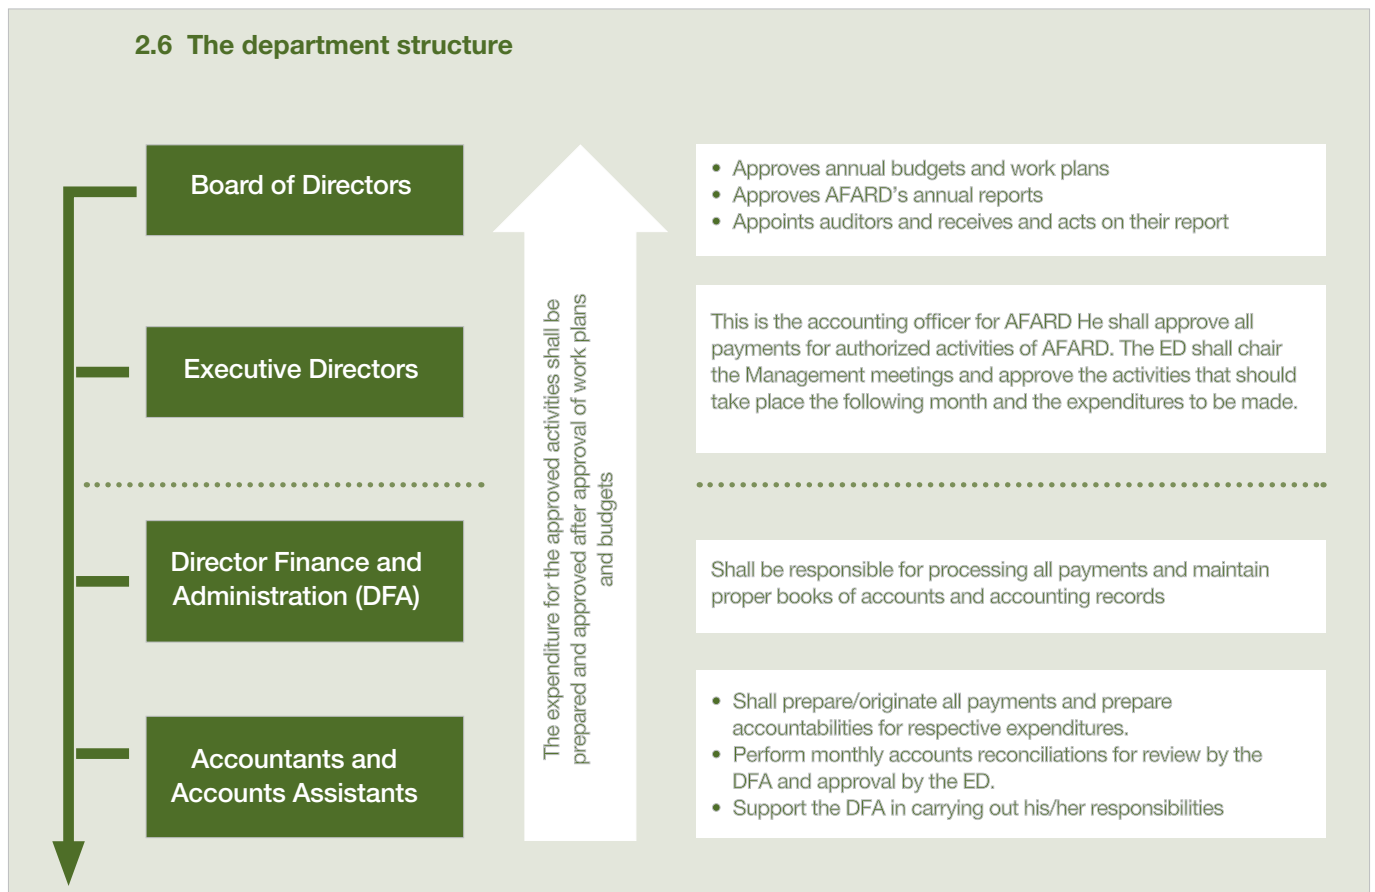 2.6 The department structure
Board of Directors
• Approves annual budgets and work plans
• Approves AFARD's annual reports
• Appoints auditors and receives and acts on their report
Executive Directors
This is the accounting officer for AFARD He shall approve all
payments for authorized activities of AFARD. The ED shall chair
the Management meetings and approve the activities that should
take place the following month and the expenditures to be made.
The expenditure for the approved activities shall be
prepared and approved after approval of work plans
and budgets
Director Finance and
Administration (DFA)
Shall be responsible for processing all payments and maintain
proper books of accounts and accounting records
Accountants and
Accounts Assistants
• Shall prepare/originate all payments and prepare
accountabilities for respective expenditures.
• Perform monthly accounts reconciliations for review by the
DFA and approval by the ED.
• Support the DFA in carrying out his/her responsibilities